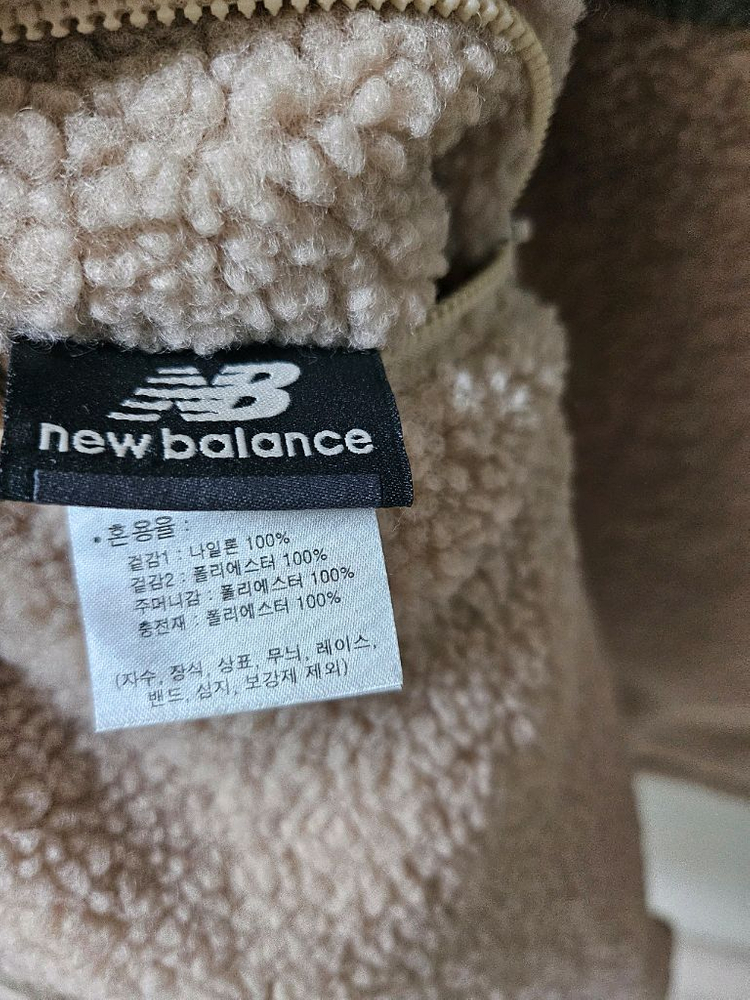 NB
new balance
• 혼용율 :
겉감1 : 나일론 100%
겉감2 : 폴리에스터 100%
주머니감 : 폴리에스터 100%
충전재 : 폴리에스터 100%
(자수, 장식, 상표, 무늬, 레이스,
밴드, 심지, 보강제 제외)